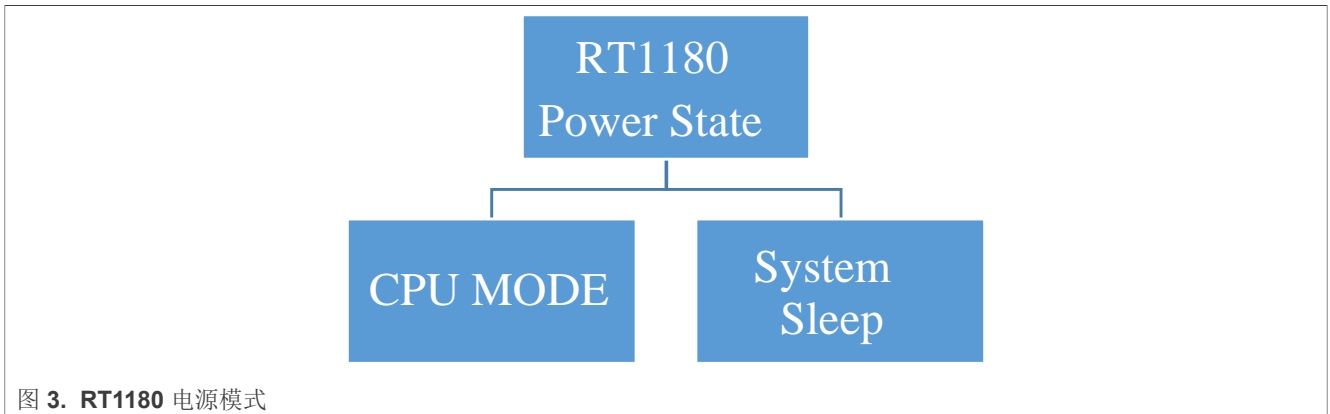 RT1180
Power State
CPU MODE
System
Sleep
图 3. RT1180 电源模式